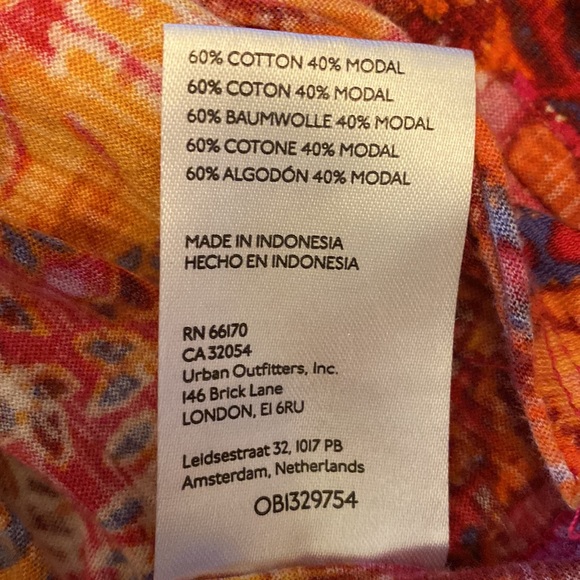 60% COTTON 40% MODAL
60% COTON 40% MODAL
60% BAUMWOLLE 40% MODAL
60% COTONE 40% MODAL
60% ALGODÓN 40% MODAL
MADE IN INDONESIA
HECHO EN INDONESIA
RN 66170
CA 32054
Urban Outfitters, Inc.
146 Brick Lane
LONDON, E1 6RU
Leidsestraat 32, 1017 PB
Amsterdam, Netherlands
OB1329754